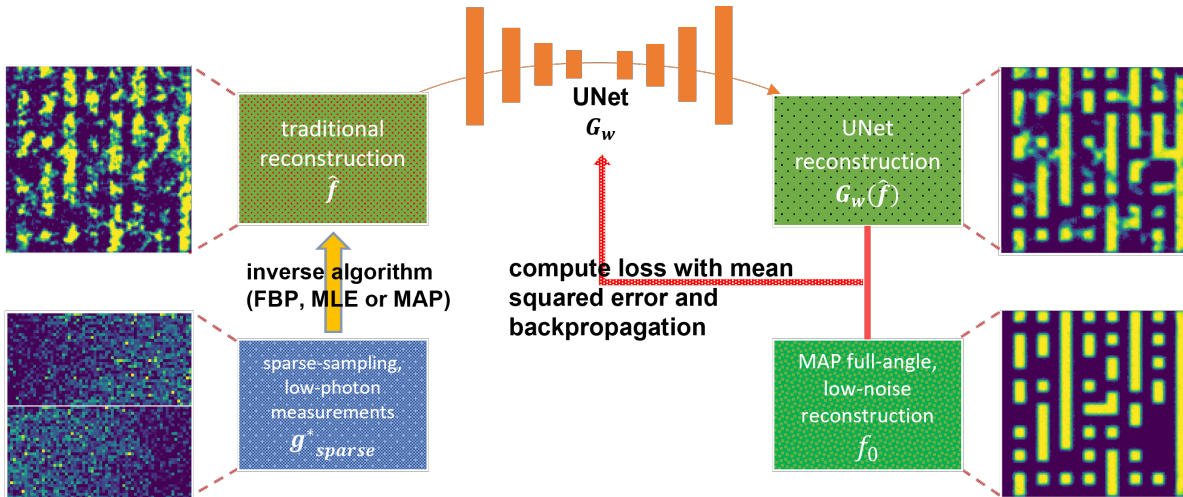 UNet
G_w
traditional
reconstruction
f̂
UNet
reconstruction
G_w(f̂)
inverse algorithm
(FBP, MLE or MAP)
compute loss with mean
squared error and
backpropagation
sparse-sampling,
low-photon
measurements
g*_sparse
MAP full-angle,
low-noise
reconstruction
f_0